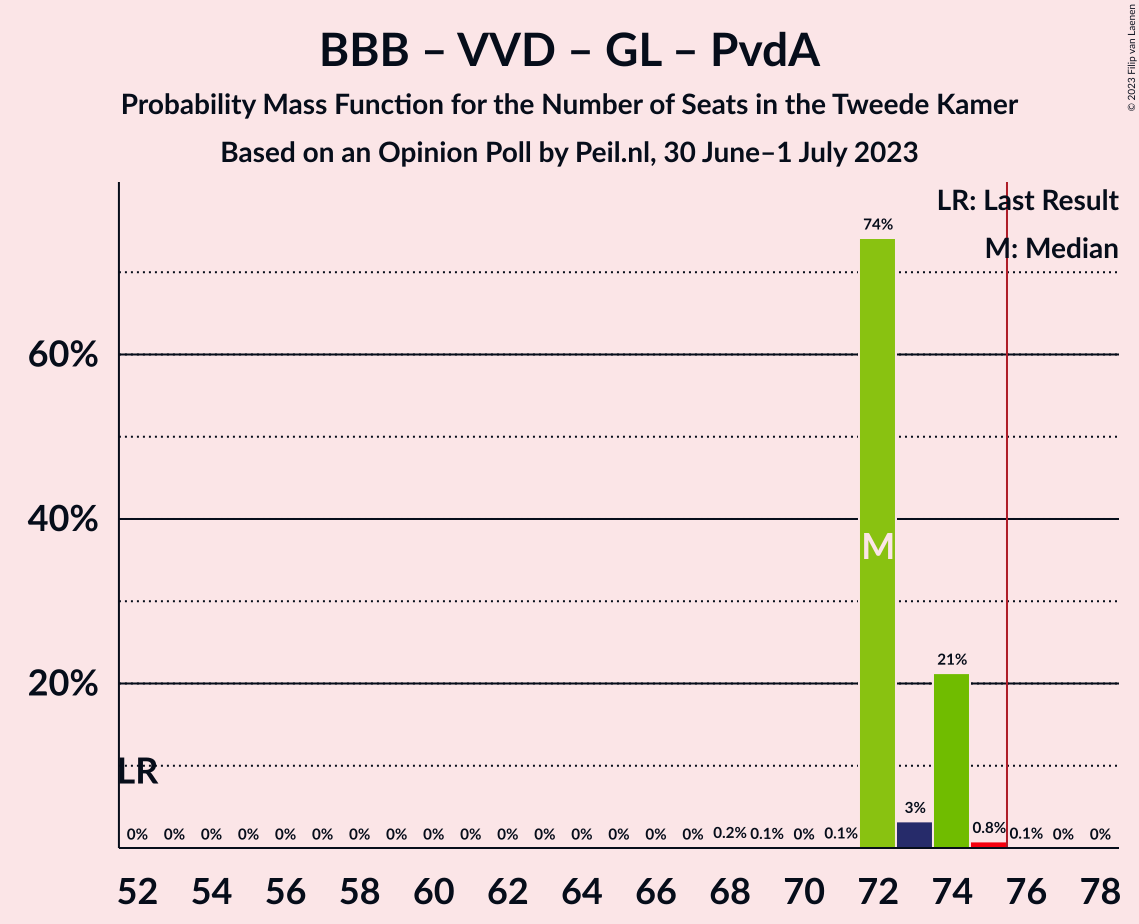 BBB – VVD – GL – PvdA
Probability Mass Function for the Number of Seats in the Tweede Kamer
Based on an Opinion Poll by Peil.nl, 30 June–1 July 2023
© 2023 Filip van Laenen
LR: Last Result
M: Median
74%
60%
M
40%
21%
20%
LR
3%
0% 0% 0% 0% 0% 0% 0% 0% 0% 0% 0% 0% 0% 0% 0% 0% 0.2% 0.1% 0% 0.1% 0.8% 0.1% 0% 0%
52 54 56 58 60 62 64 66 68 70 72 74 76 78